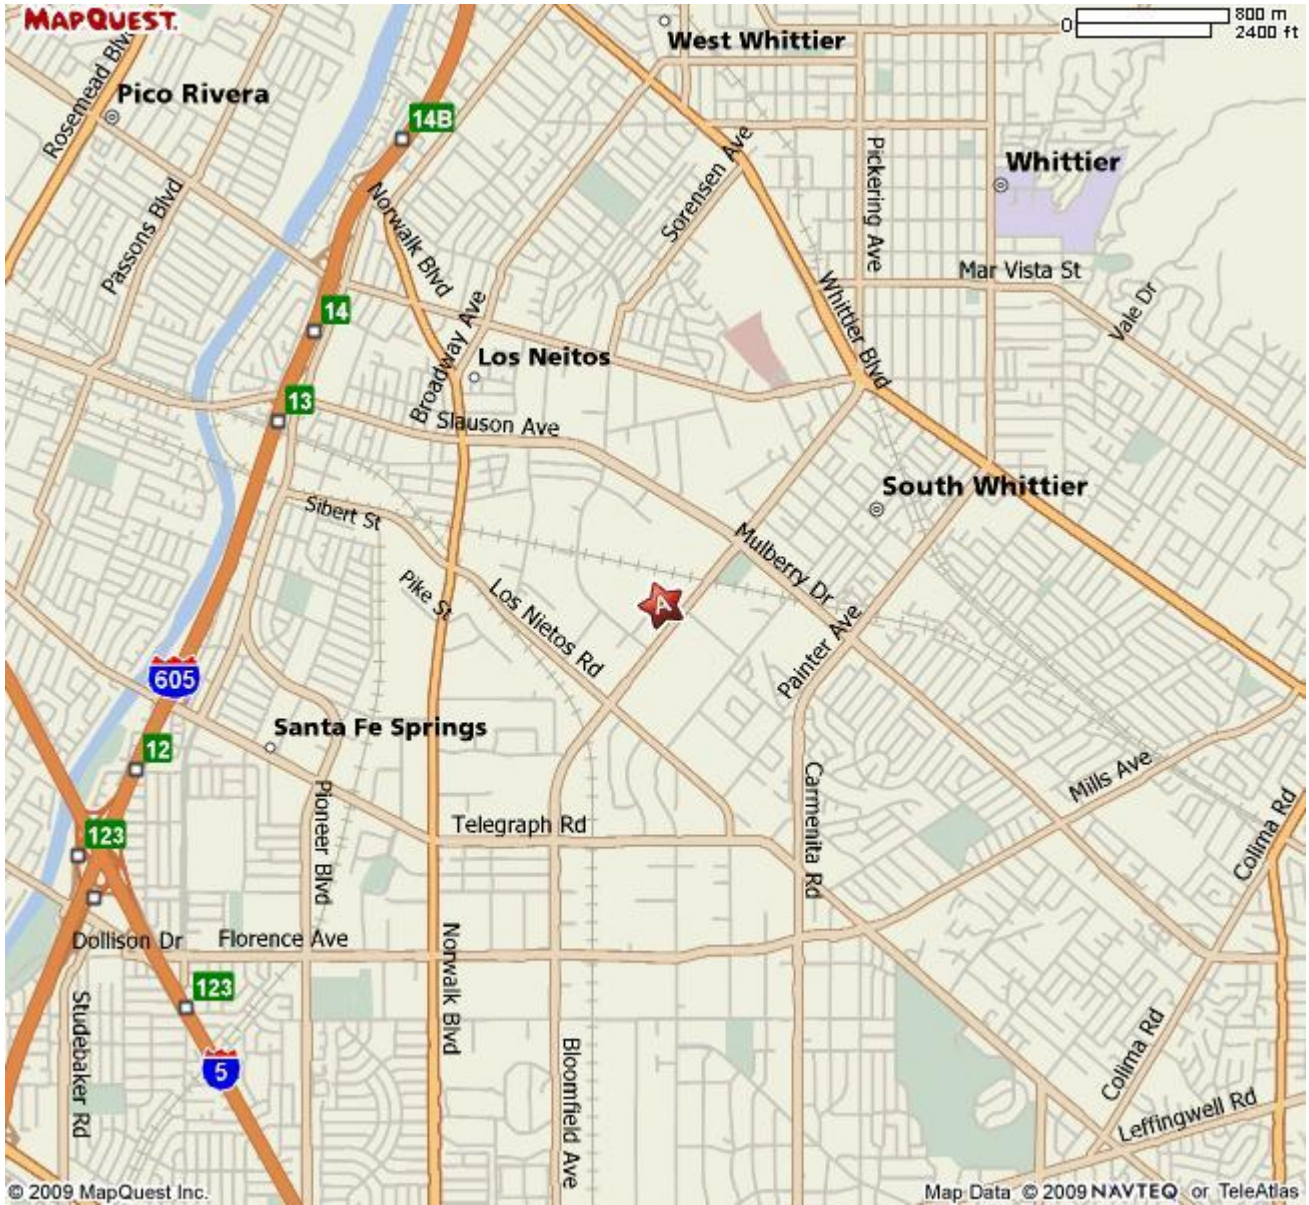 MAPQUEST.
0
800 m
2400 ft
West Whittier
Rosemead Blvd
Pico Rivera
14B
Sorensen Ave
Pickering Ave
Whittier
Passons Blvd
Norwalk Blvd
Mar Vista St
Whittier Blvd
Vale Dr
14
Broadway Ave
Los Neitos
13
Slauson Ave
South Whittier
Sibert St
Mulberry Dr
Pike St
Los Nietos Rd
A
Painter Ave
605
Santa Fe Springs
12
Pioneer Blvd
Carmenita Rd
Mills Ave
Colima Rd
123
Telegraph Rd
Dollison Dr
Florence Ave
Norwalk Blvd
123
Studebaker Rd
Bloomfield Ave
Colima Rd
5
Leffingwell Rd
© 2009 MapQuest Inc.
Map Data © 2009 NAVTEQ or TeleAtlas